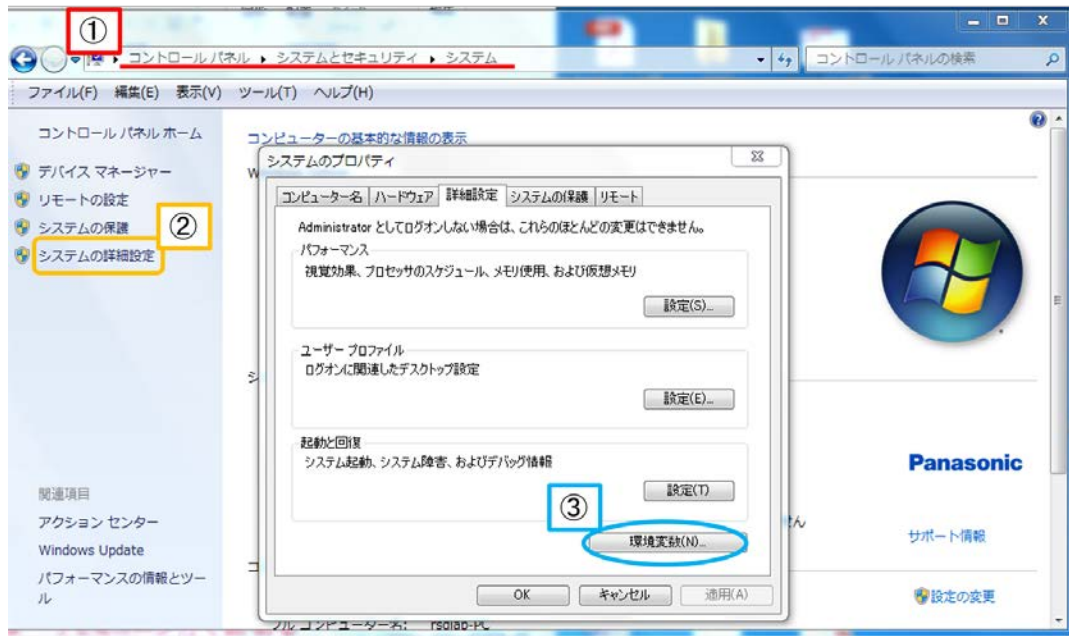 ①
コントロール パネル ▸ システムとセキュリティ ▸ システム
コントロール パネルの検索
ファイル(F) 編集(E) 表示(V) ツール(T) ヘルプ(H)
コントロール パネル ホーム
デバイス マネージャー
リモートの設定
システムの保護
②
システムの詳細設定
コンピューターの基本的な情報の表示
システムのプロパティ
コンピューター名 ハードウェア 詳細設定 システムの保護 リモート
Administrator としてログオンしない場合は、これらのほとんどの変更はできません。
パフォーマンス
視覚効果、プロセッサのスケジュール、メモリ使用、および仮想メモリ
設定(S)...
ユーザー プロファイル
ログオンに関連したデスクトップ設定
設定(E)...
起動と回復
システム起動、システム障害、およびデバッグ情報
設定(T)
③
環境変数(N)...
OK キャンセル 適用(A)
Panasonic
サポート情報
設定の変更
関連項目
アクション センター
Windows Update
パフォーマンスの情報とツー
ル
フル コンピューター名: rsdlab-PC